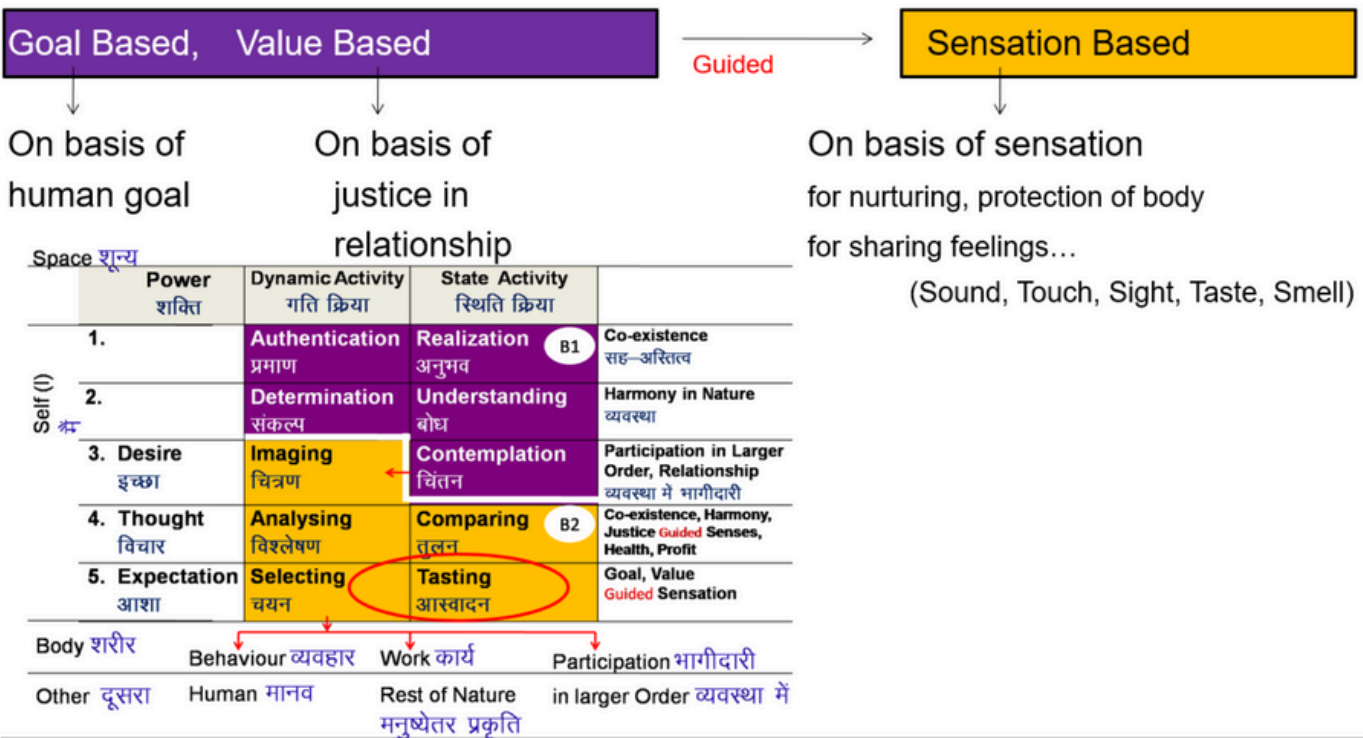 Goal Based, Value Based
Guided
Sensation Based
On basis of
human goal
On basis of
justice in
relationship
On basis of sensation
for nurturing, protection of body
for sharing feelings...
(Sound, Touch, Sight, Taste, Smell)
Space शून्य
Power
शक्ति
Dynamic Activity
गति क्रिया
State Activity
स्थिति क्रिया
Self (I)
मैं
1.
Authentication
प्रमाण
Realization
अनुभव
B1
Co-existence
सह–अस्तित्व
2.
Determination
संकल्प
Understanding
बोध
Harmony in Nature
व्यवस्था
3. Desire
इच्छा
Imaging
चित्रण
Contemplation
चिंतन
Participation in Larger
Order, Relationship
व्यवस्था में भागीदारी
4. Thought
विचार
Analysing
विश्लेषण
Comparing
तुलन
B2
Co-existence, Harmony,
Justice Guided Senses,
Health, Profit
5. Expectation
आशा
Selecting
चयन
Tasting
आस्वादन
Goal, Value
Guided Sensation
Body शरीर
Behaviour व्यवहार
Work कार्य
Participation भागीदारी
Other दूसरा
Human मानव
Rest of Nature
मनुष्येतर प्रकृति
in larger Order व्यवस्था में